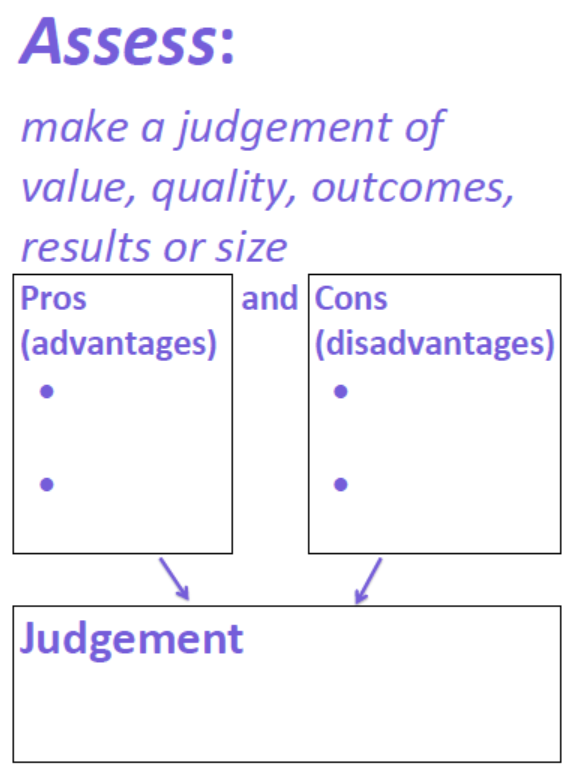 Assess:
make a judgement of
value, quality, outcomes,
results or size
Pros
(advantages)
•
•
and
Cons
(disadvantages)
•
•
Judgement